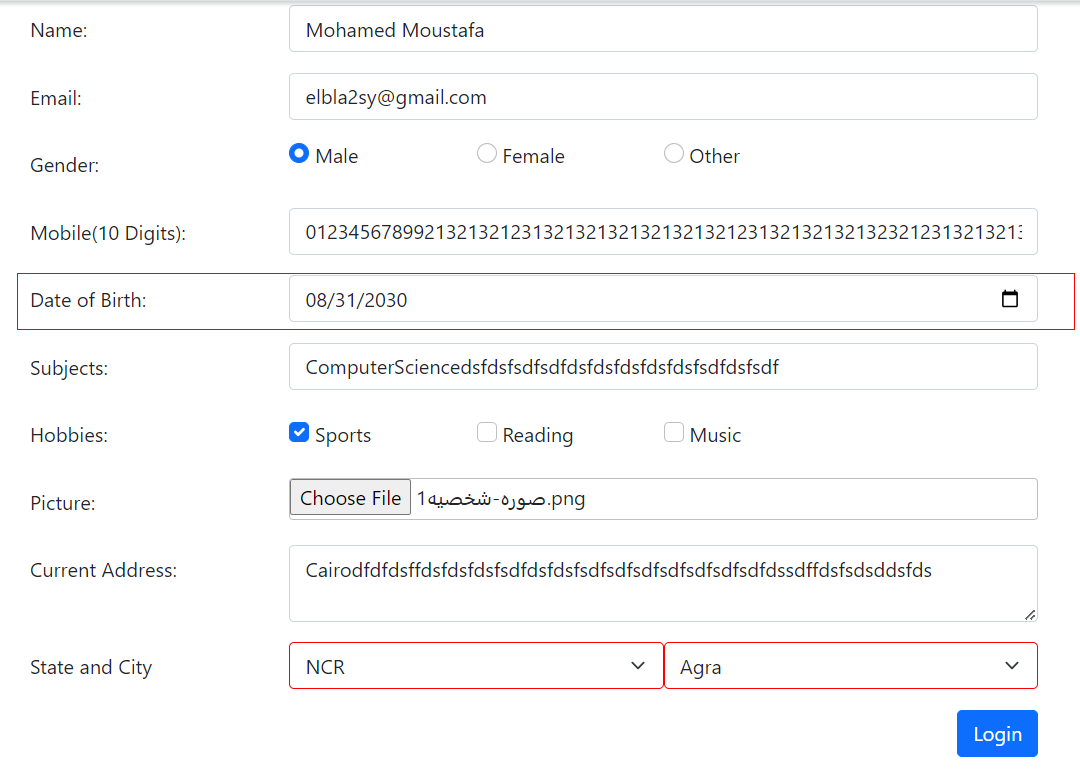 Name: Mohamed Moustafa
Email: elbla2sy@gmail.com
Gender: Male Female Other
Mobile(10 Digits): 0123456789921321321231321321321321321321231321321321323212313213213
Date of Birth: 08/31/2030
Subjects: ComputerSciencedsfdsfsdfsdfdsfdsfdsfdsfdsfsdfdsfsdf
Hobbies: Sports Reading Music
Picture: Choose File صوره-شخصيه1.png
Current Address: Cairodfdfdsffdsfdsfdsfsdfdsfdsfsdfsdfsdfsdfsdfsdfsdfdssdffdsfsdsddsfds
State and City NCR Agra
Login